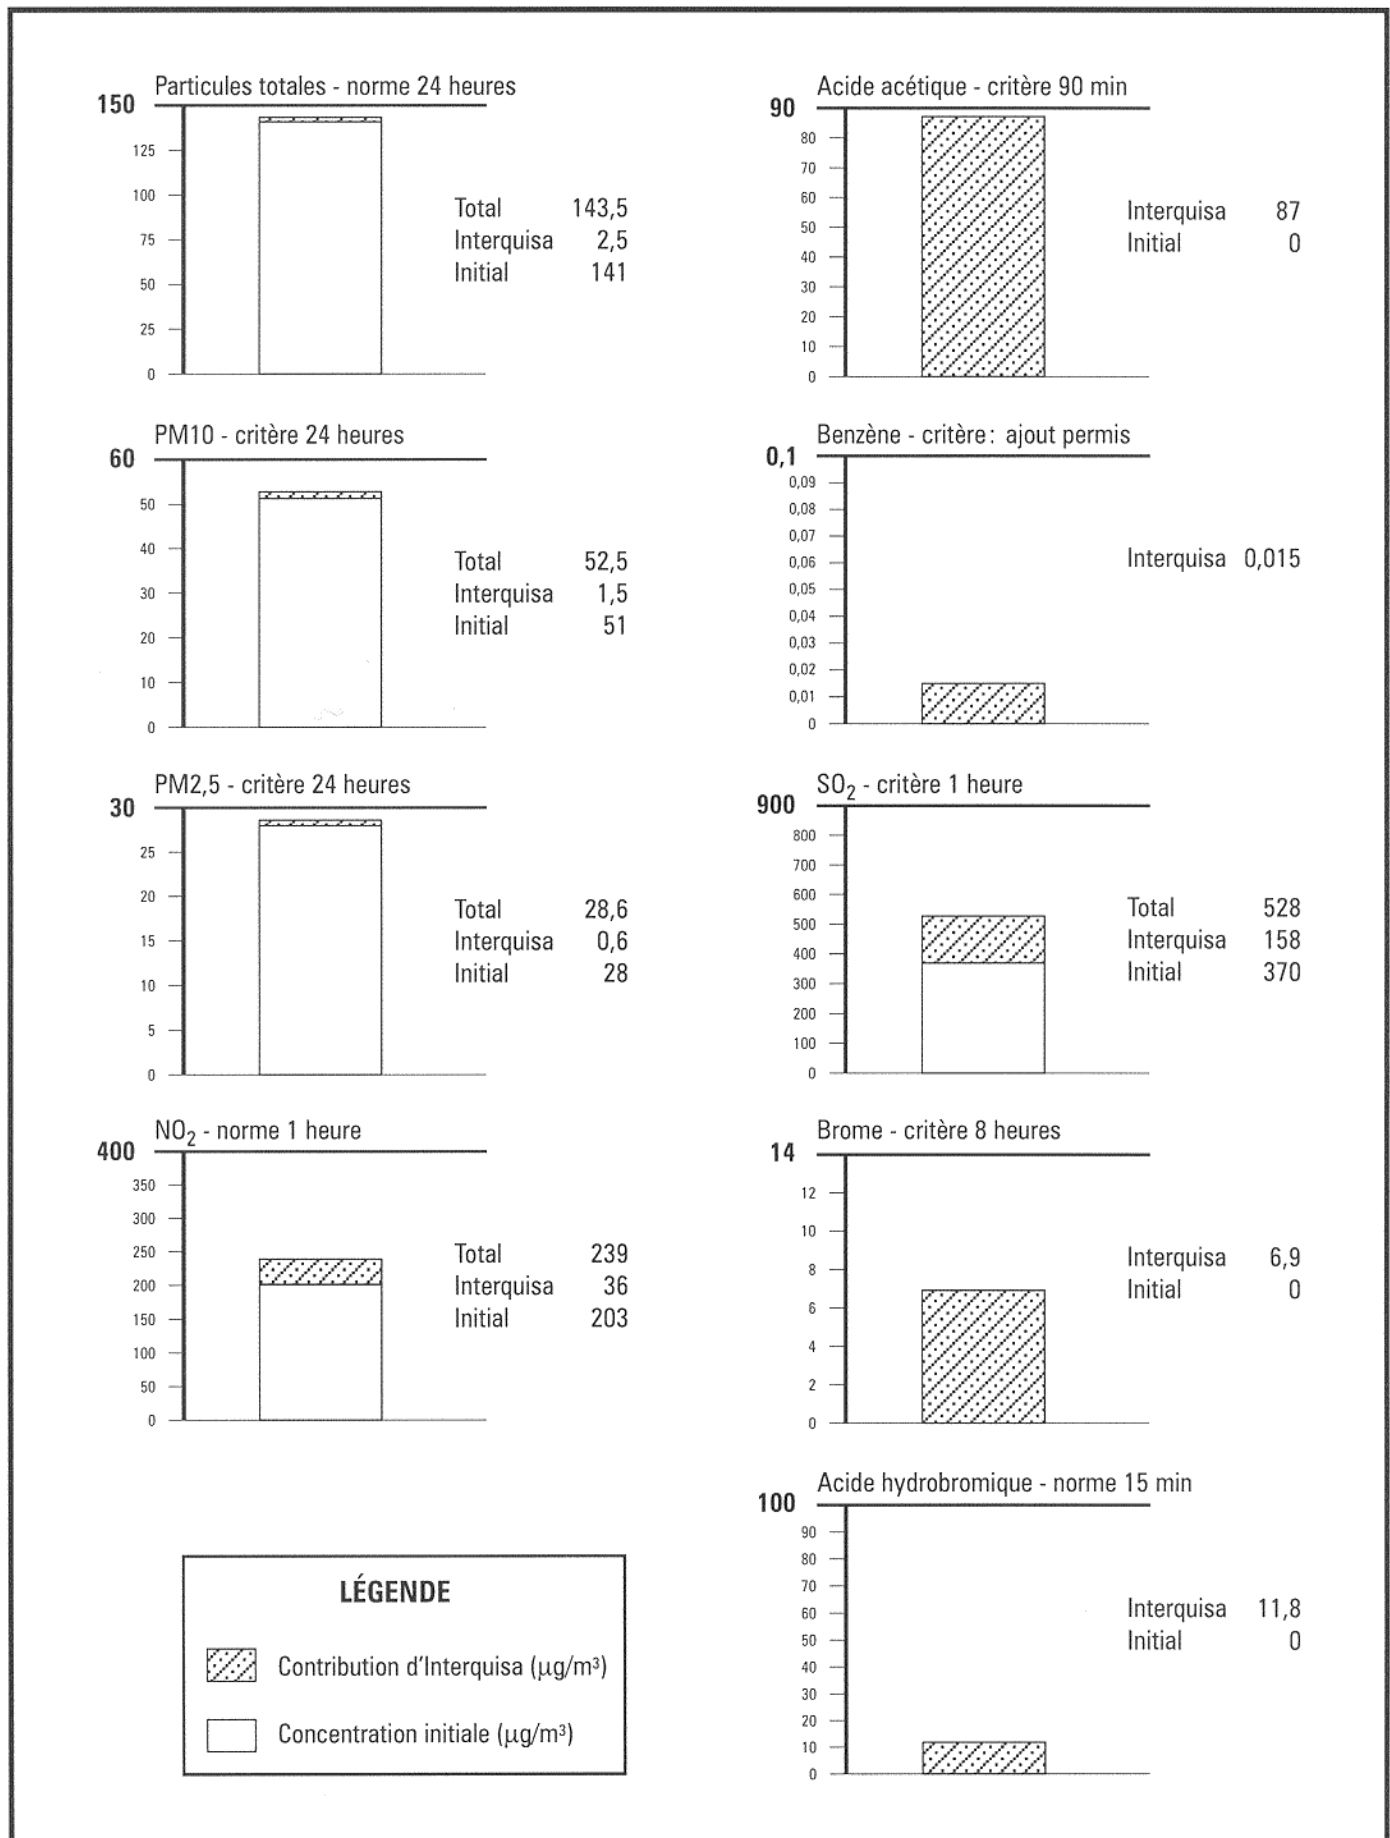 Particules totales - norme 24 heures
150
125
100
75
50
25
0
Total 143,5
Interquisa 2,5
Initial 141
PM10 - critère 24 heures
60
50
40
30
20
10
0
Total 52,5
Interquisa 1,5
Initial 51
PM2,5 - critère 24 heures
30
25
20
15
10
5
0
Total 28,6
Interquisa 0,6
Initial 28
NO₂ - norme 1 heure
400
350
300
250
200
150
100
50
0
Total 239
Interquisa 36
Initial 203
LÉGENDE
Contribution d'Interquisa (µg/m³)
Concentration initiale (µg/m³)
Acide acétique - critère 90 min
90
80
70
60
50
40
30
20
10
0
Interquisa 87
Initial 0
Benzène - critère : ajout permis
0,1
0,09
0,08
0,07
0,06
0,05
0,04
0,03
0,02
0,01
0
Interquisa 0,015
SO₂ - critère 1 heure
900
800
700
600
500
400
300
200
100
0
Total 528
Interquisa 158
Initial 370
Brome - critère 8 heures
14
12
10
8
6
4
2
0
Interquisa 6,9
Initial 0
Acide hydrobromique - norme 15 min
100
90
80
70
60
50
40
30
20
10
0
Interquisa 11,8
Initial 0